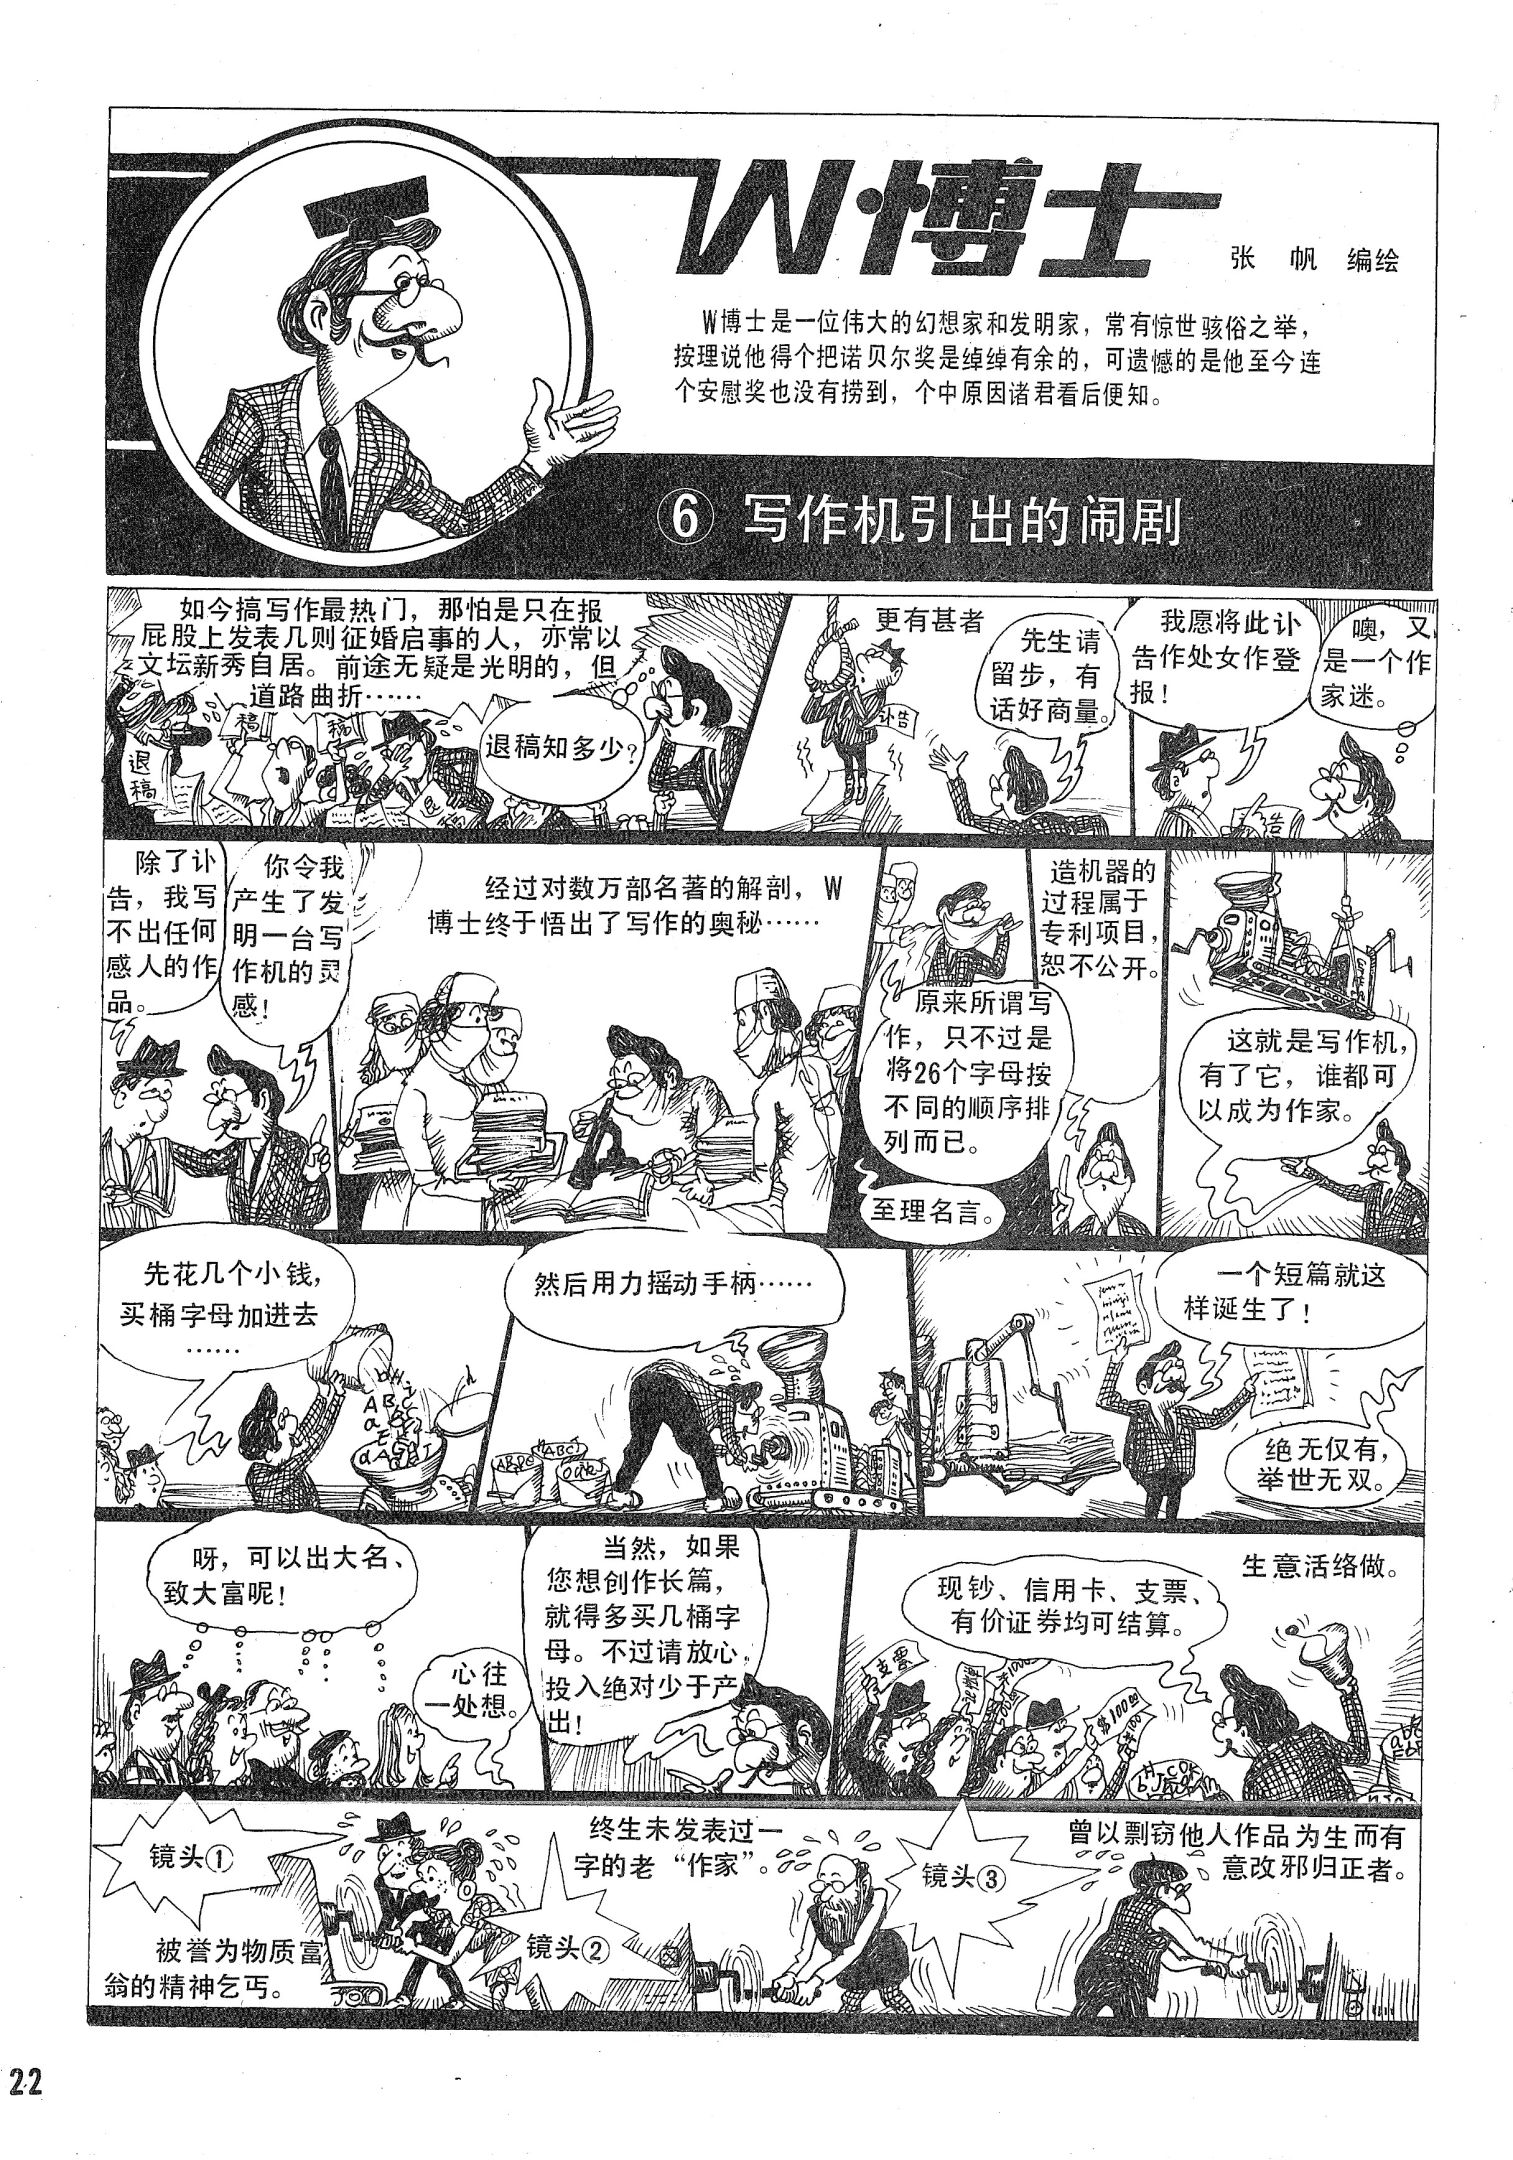 W·博士
张 帆 编绘
W博士是一位伟大的幻想家和发明家，常有惊世骇俗之举，
按理说他得个把诺贝尔奖是绰绰有余的，可遗憾的是他至今连
个安慰奖也没有捞到，个中原因诸君看后便知。
⑥ 写作机引出的闹剧
如今搞写作最热门，那怕是只在报
屁股上发表几则征婚启事的人，亦常以
文坛新秀自居。前途无疑是光明的，但
道路曲折……
退稿
稿
稿
退稿知多少？
更有甚者
先生请
留步，有
话好商量。
讣告
我愿将此讣
告作处女作登
报！
噢，又
是一个作
家迷。
除了讣
告，我写
不出任何
感人的作
品。
你令我
产生了发
明一台写
作机的灵
感！
经过对数万部名著的解剖，W
博士终于悟出了写作的奥秘……
原来所谓写
作，只不过是
将26个字母按
不同的顺序排
列而已。
至理名言。
造机器的
过程属于
专利项目，
恕不公开。
这就是写作机，
有了它，谁都可
以成为作家。
先花几个小钱，
买桶字母加进去
……
然后用力摇动手柄……
ABCJ
一个短篇就这
样诞生了！
绝无仅有，
举世无双。
呀，可以出大名、
致大富呢！
心往
一处想。
当然，如果
您想创作长篇，
就得多买几桶字
母。不过请放心，
投入绝对少于产
出！
生意活络做。
现钞、信用卡、支票、
有价证券均可结算。
支票
$100
镜头①
被誉为物质富
翁的精神乞丐。
镜头②
终生未发表过一
字的老“作家”。
镜头③
曾以剽窃他人作品为生而有
意改邪归正者。
22